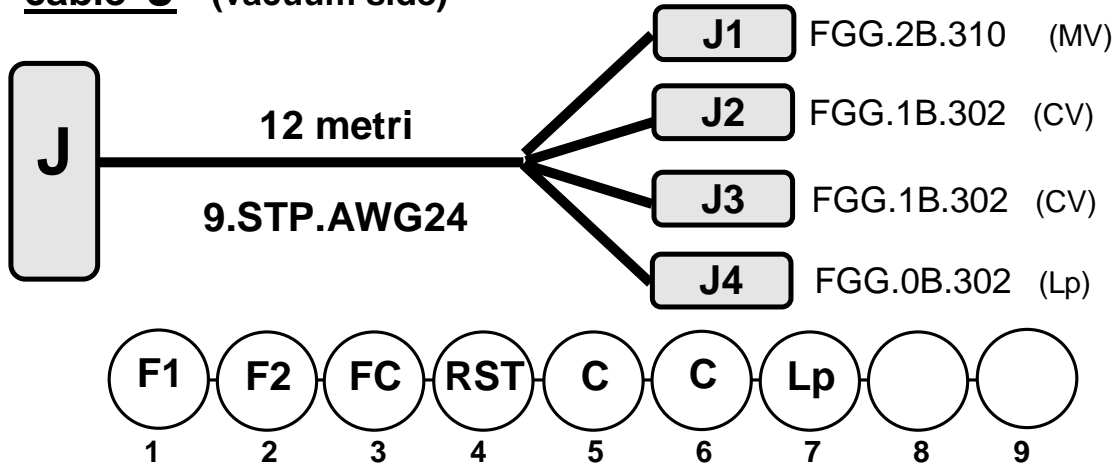 cable J (vacuum side)
J1 FGG.2B.310 (MV)
J2 FGG.1B.302 (CV)
J 12 metri
J3 FGG.1B.302 (CV)
9.STP.AWG24
J4 FGG.0B.302 (Lp)
F1 F2 FC RST C C Lp
1 2 3 4 5 6 7 8 9